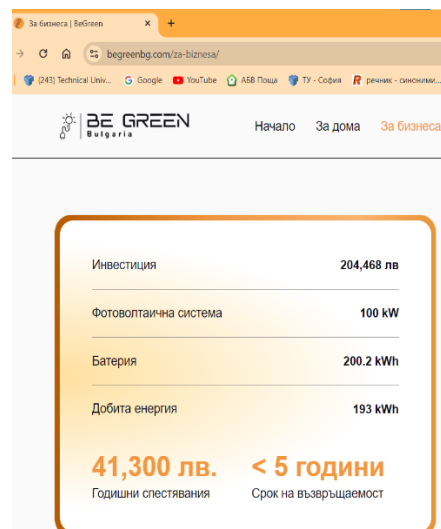 За бизнеса | BeGreen
begreenbg.com/za-biznesa/
(243) Technical Univ... Google YouTube АБВ Поща ТУ - София речник - синоними...
BE GREEN
Bulgaria
Начало За дома За бизнеса
Инвестиция 204,468 лв
Фотоволтаична система 100 kW
Батерия 200.2 kWh
Добита енергия 193 kWh
41,300 лв. < 5 години
Годишни спестявания Срок на възвръщаемост